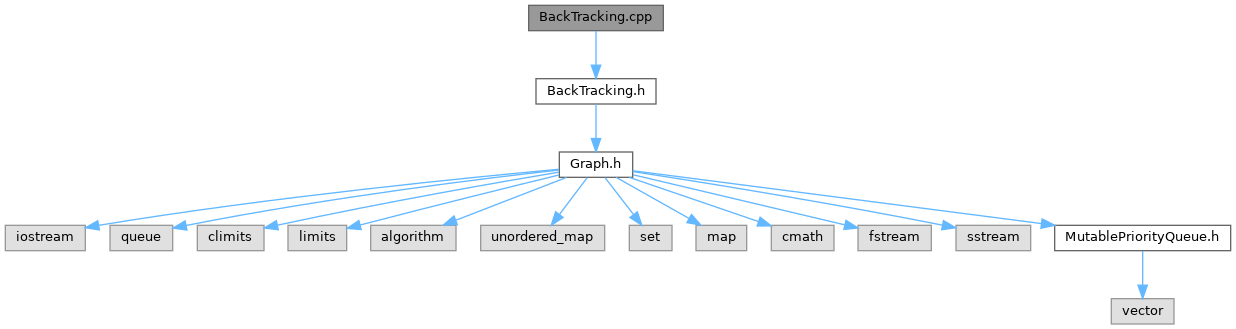 BackTracking.cpp
BackTracking.h
Graph.h
iostream
queue
climits
limits
algorithm
unordered_map
set
map
cmath
fstream
sstream
MutablePriorityQueue.h
vector